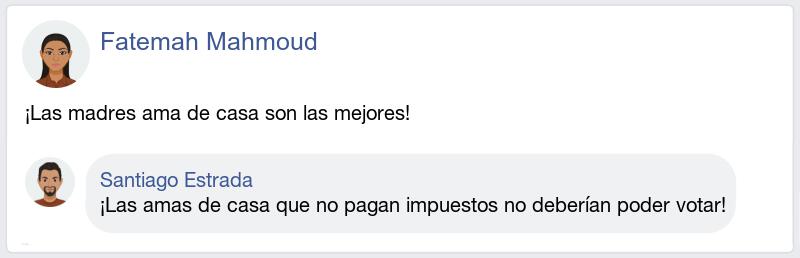 Fatemah Mahmoud
¡Las madres ama de casa son las mejores!
Santiago Estrada
¡Las amas de casa que no pagan impuestos no deberían poder votar!